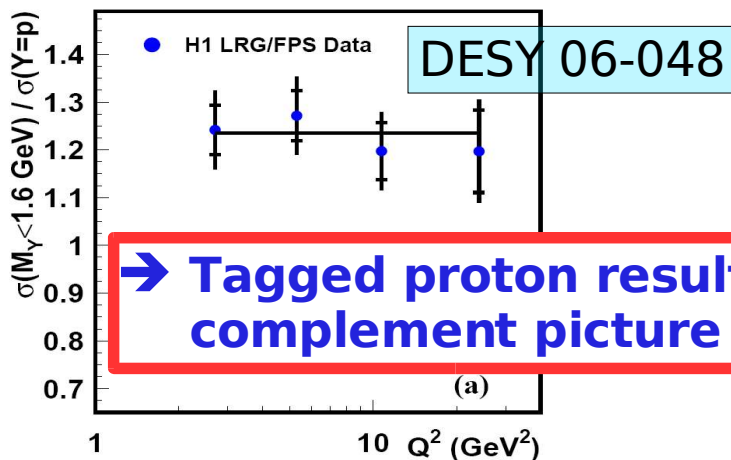 H1 LRG/FPS Data
DESY 06-048
σ(M_Y<1.6 GeV) / σ(Y=p)
1.4
1.3
1.2
1.1
1
0.9
0.8
0.7
➔ Tagged proton result
complement picture
(a)
1
10
Q² (GeV²)